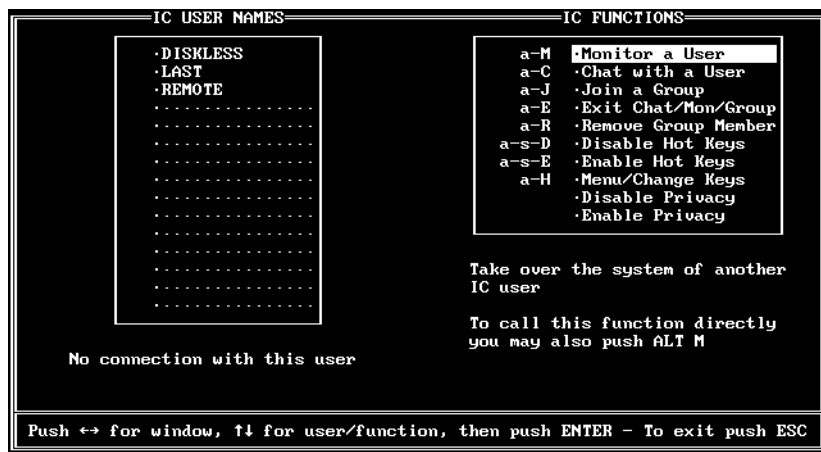 IC USER NAMES
·DISKLESS
·LAST
·REMOTE
No connection with this user
IC FUNCTIONS
a-M ·Monitor a User
a-C ·Chat with a User
a-J ·Join a Group
a-E ·Exit Chat/Mon/Group
a-R ·Remove Group Member
a-s-D ·Disable Hot Keys
a-s-E ·Enable Hot Keys
a-H ·Menu/Change Keys
·Disable Privacy
·Enable Privacy
Take over the system of another
IC user
To call this function directly
you may also push ALT M
Push ↔ for window, ↑↓ for user/function, then push ENTER - To exit push ESC